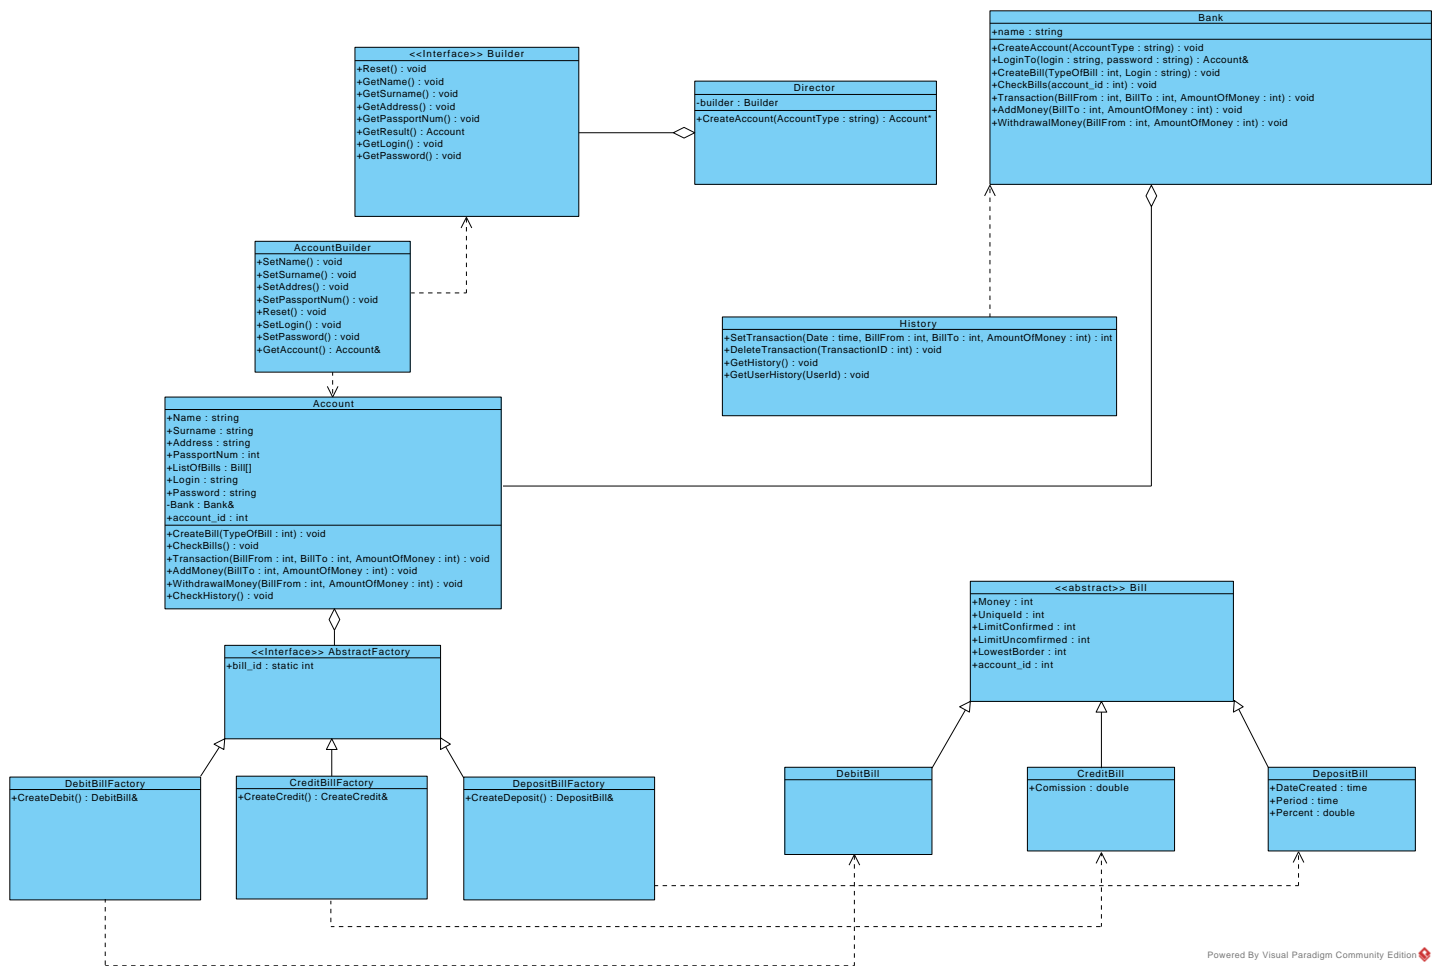 <<Interface>> Builder
+Reset() : void
+GetName() : void
+GetSurname() : void
+GetAddress() : void
+GetPassportNum() : void
+GetResult() : Account
+GetLogin() : void
+GetPassword() : void
Director
-builder : Builder
+CreateAccount(AccountType : string) : Account*
Bank
+name : string
+CreateAccount(AccountType : string) : void
+LoginTo(login : string, password : string) : Account&
+CreateBill(TypeOfBill : int, Login : string) : void
+CheckBills(account_id : int) : void
+Transaction(BillFrom : int, BillTo : int, AmountOfMoney : int) : void
+AddMoney(BillTo : int, AmountOfMoney : int) : void
+WithdrawalMoney(BillFrom : int, AmountOfMoney : int) : void
AccountBuilder
+SetName() : void
+SetSurname() : void
+SetAddres() : void
+SetPassportNum() : void
+Reset() : void
+SetLogin() : void
+SetPassword() : void
+GetAccount() : Account&
History
+SetTransaction(Date : time, BillFrom : int, BillTo : int, AmountOfMoney : int) : int
+DeleteTransaction(TransactionID : int) : void
+GetHistory() : void
+GetUserHistory(UserId) : void
Account
+Name : string
+Surname : string
+Address : string
+PassportNum : int
+ListOfBills : Bill[]
+Login : string
+Password : string
-Bank : Bank&
+account_id : int
+CreateBill(TypeOfBill : int) : void
+CheckBills() : void
+Transaction(BillFrom : int, BillTo : int, AmountOfMoney : int) : void
+AddMoney(BillTo : int, AmountOfMoney : int) : void
+WithdrawalMoney(BillFrom : int, AmountOfMoney : int) : void
+CheckHistory() : void
<<abstract>> Bill
+Money : int
+UniqueId : int
+LimitConfirmed : int
+LimitUncomfirmed : int
+LowestBorder : int
+account_id : int
<<Interface>> AbstractFactory
+bill_id : static int
DebitBillFactory
+CreateDebit() : DebitBill&
CreditBillFactory
+CreateCredit() : CreateCredit&
DepositBillFactory
+CreateDeposit() : DepositBill&
DebitBill
CreditBill
+Comission : double
DepositBill
+DateCreated : time
+Period : time
+Percent : double
Powered By Visual Paradigm Community Edition